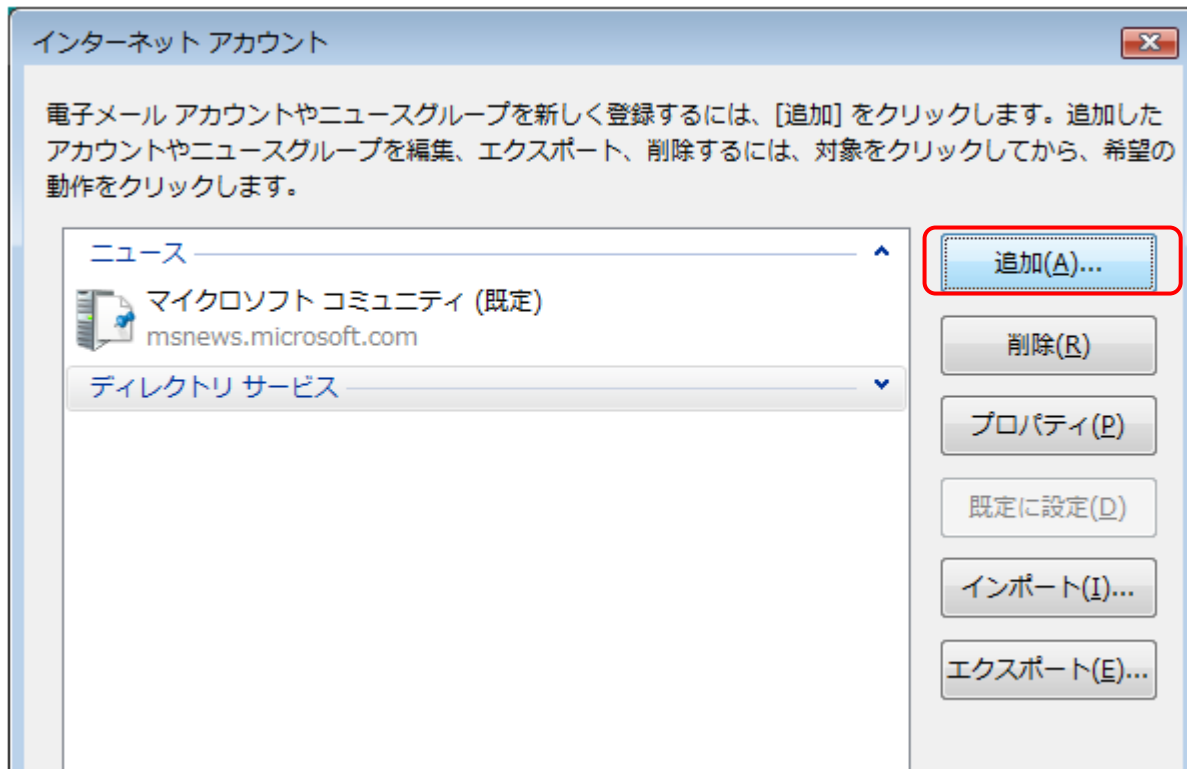 インターネット アカウント
電子メール アカウントやニュースグループを新しく登録するには、[追加] をクリックします。追加した
アカウントやニュースグループを編集、エクスポート、削除するには、対象をクリックしてから、希望の
動作をクリックします。
ニュース
マイクロソフト コミュニティ (既定)
msnews.microsoft.com
ディレクトリ サービス
追加(A)...
削除(R)
プロパティ(P)
既定に設定(D)
インポート(I)...
エクスポート(E)...